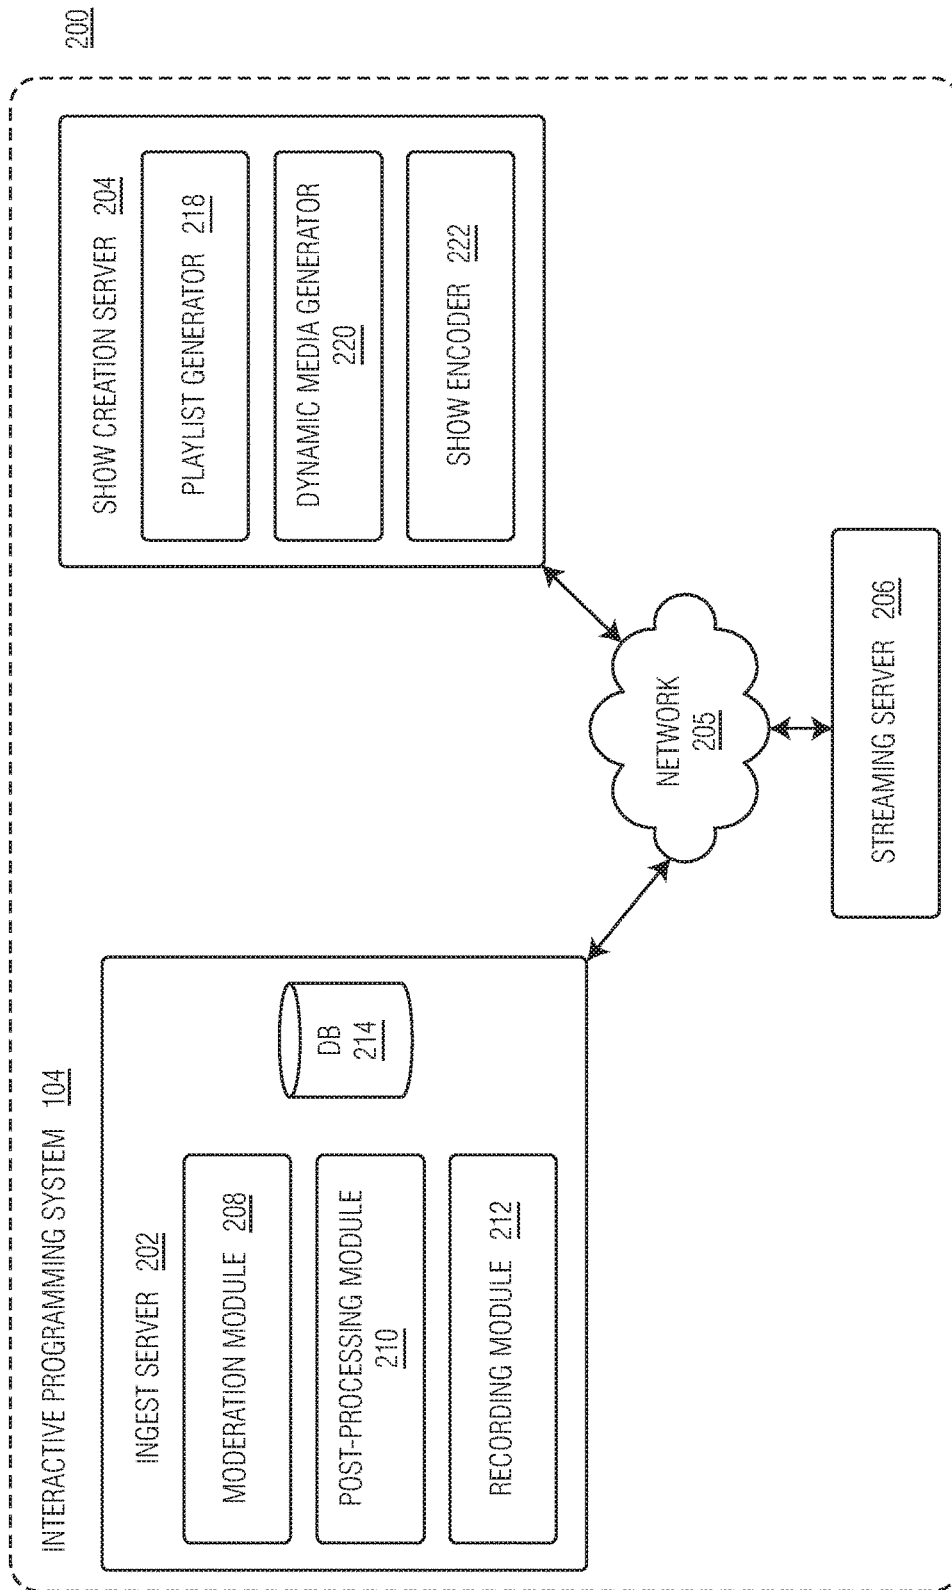 200
INTERACTIVE PROGRAMMING SYSTEM 104
INGEST SERVER 202
MODERATION MODULE 208
POST-PROCESSING MODULE
210
RECORDING MODULE 212
DB
214
SHOW CREATION SERVER 204
PLAYLIST GENERATOR 218
DYNAMIC MEDIA GENERATOR
220
SHOW ENCODER 222
NETWORK
205
STREAMING SERVER 206